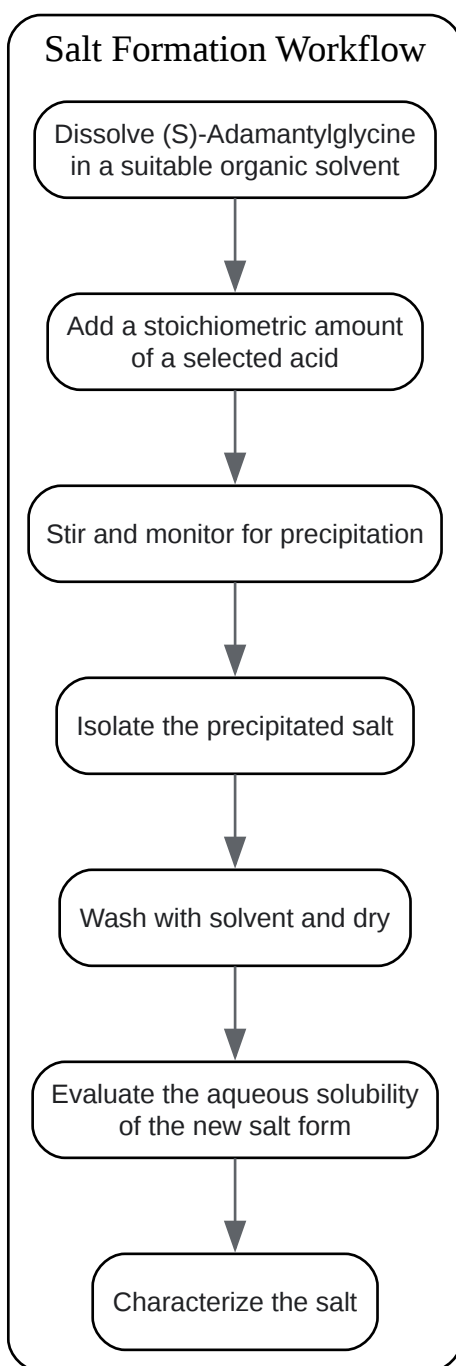 Salt Formation Workflow
Dissolve (S)-Adamantylglycine
in a suitable organic solvent
Add a stoichiometric amount
of a selected acid
Stir and monitor for precipitation
Isolate the precipitated salt
Wash with solvent and dry
Evaluate the aqueous solubility
of the new salt form
Characterize the salt